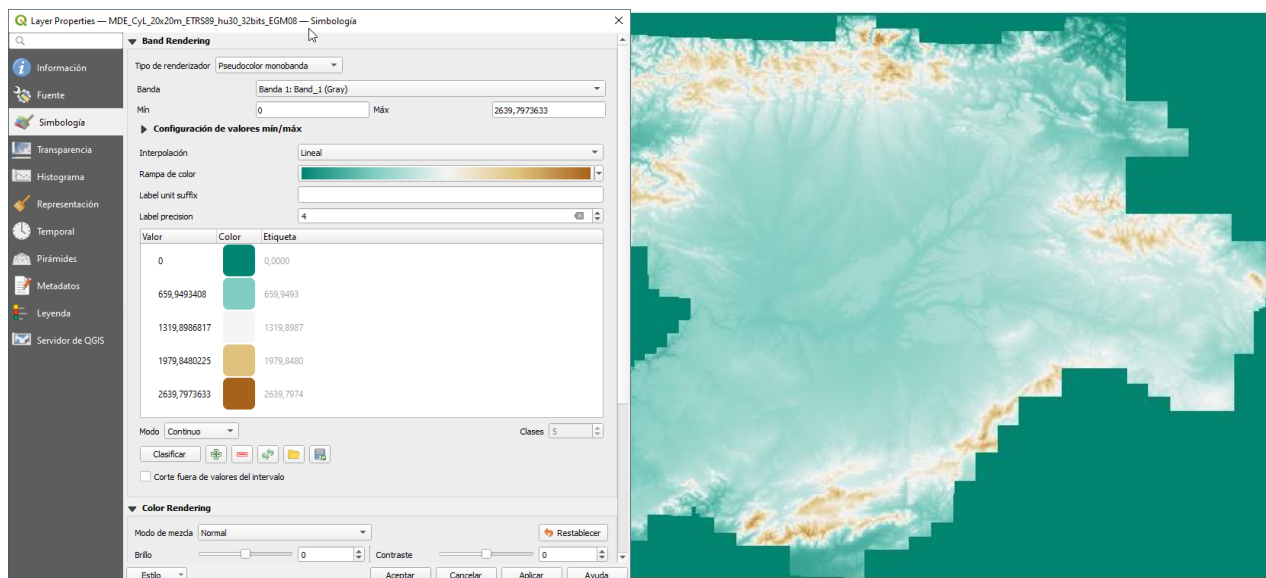 Layer Properties — MDE_CyL_20x20m_ETRS89_hu30_32bits_EGM08 — Simbología
Información
Fuente
Simbología
Transparencia
Histograma
Representación
Temporal
Pirámides
Metadatos
Leyenda
Servidor de QGIS
Band Rendering
Tipo de renderizador Pseudocolor monobanda
Banda Banda 1: Band_1 (Gray)
Mín 0 Máx 2639,7973633
Configuración de valores mín/máx
Interpolación Lineal
Rampa de color
Label unit suffix
Label precision 4
Valor Color Etiqueta
0 0,0000
659,9493408 659,9493
1319,8986817 1319,8987
1979,8480225 1979,8480
2639,7973633 2639,7974
Modo Continuo Clases 5
Clasificar
Corte fuera de valores del intervalo
Color Rendering
Modo de mezcla Normal Restablecer
Brillo 0 Contraste 0
Estilo Aceptar Cancelar Aplicar Ayuda